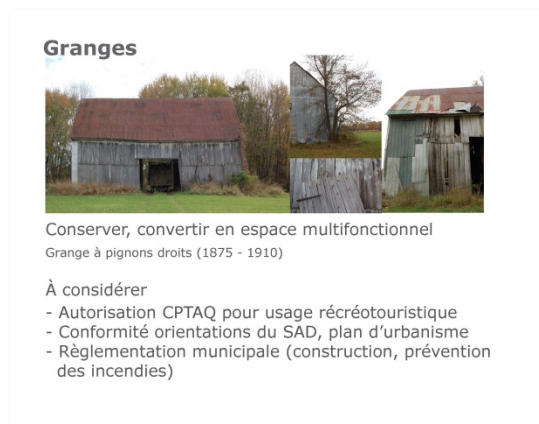 Granges
Conserver, convertir en espace multifonctionnel
Grange à pignons droits (1875 - 1910)
À considérer
- Autorisation CPTAQ pour usage récréotouristique
- Conformité orientations du SAD, plan d’urbanisme
- Règlementation municipale (construction, prévention
des incendies)